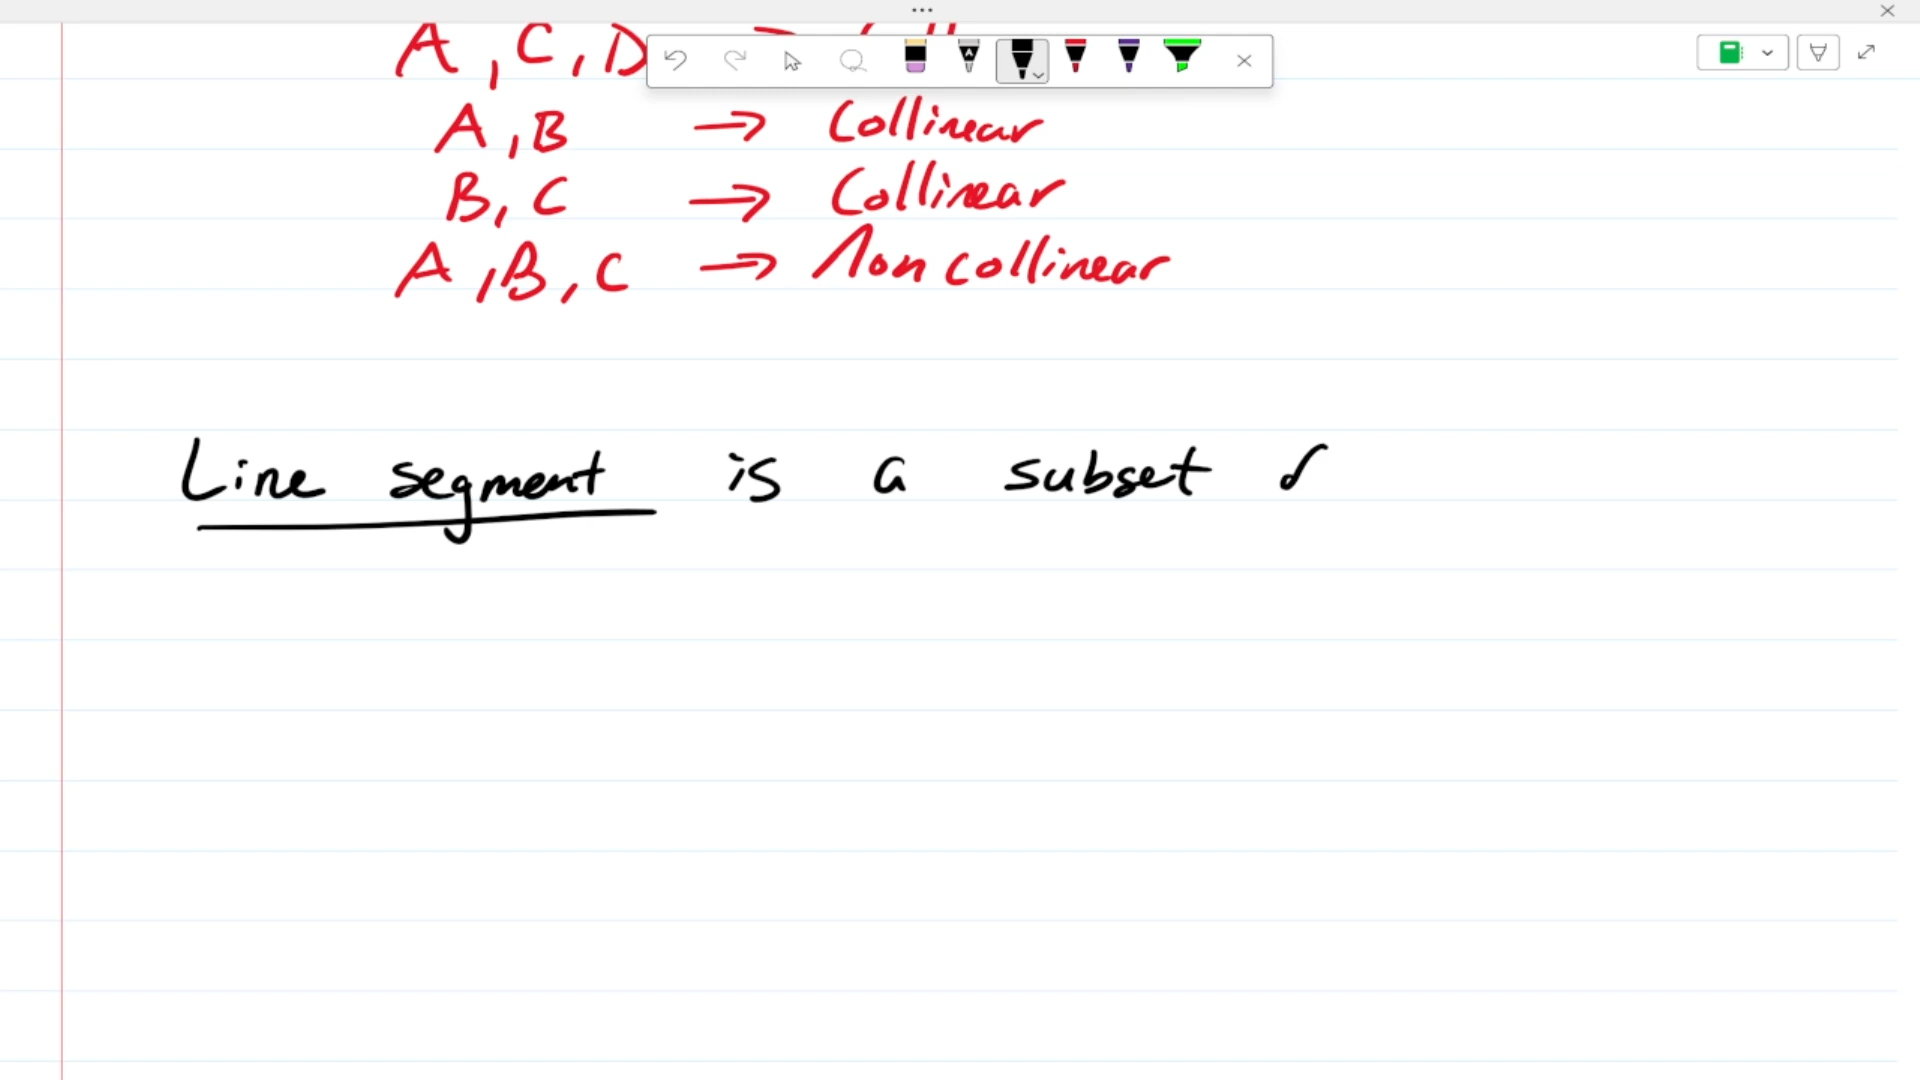 A, C, D
A, B → Collinear
B, C → Collinear
A, B, C → Non collinear
Line segment is a subset